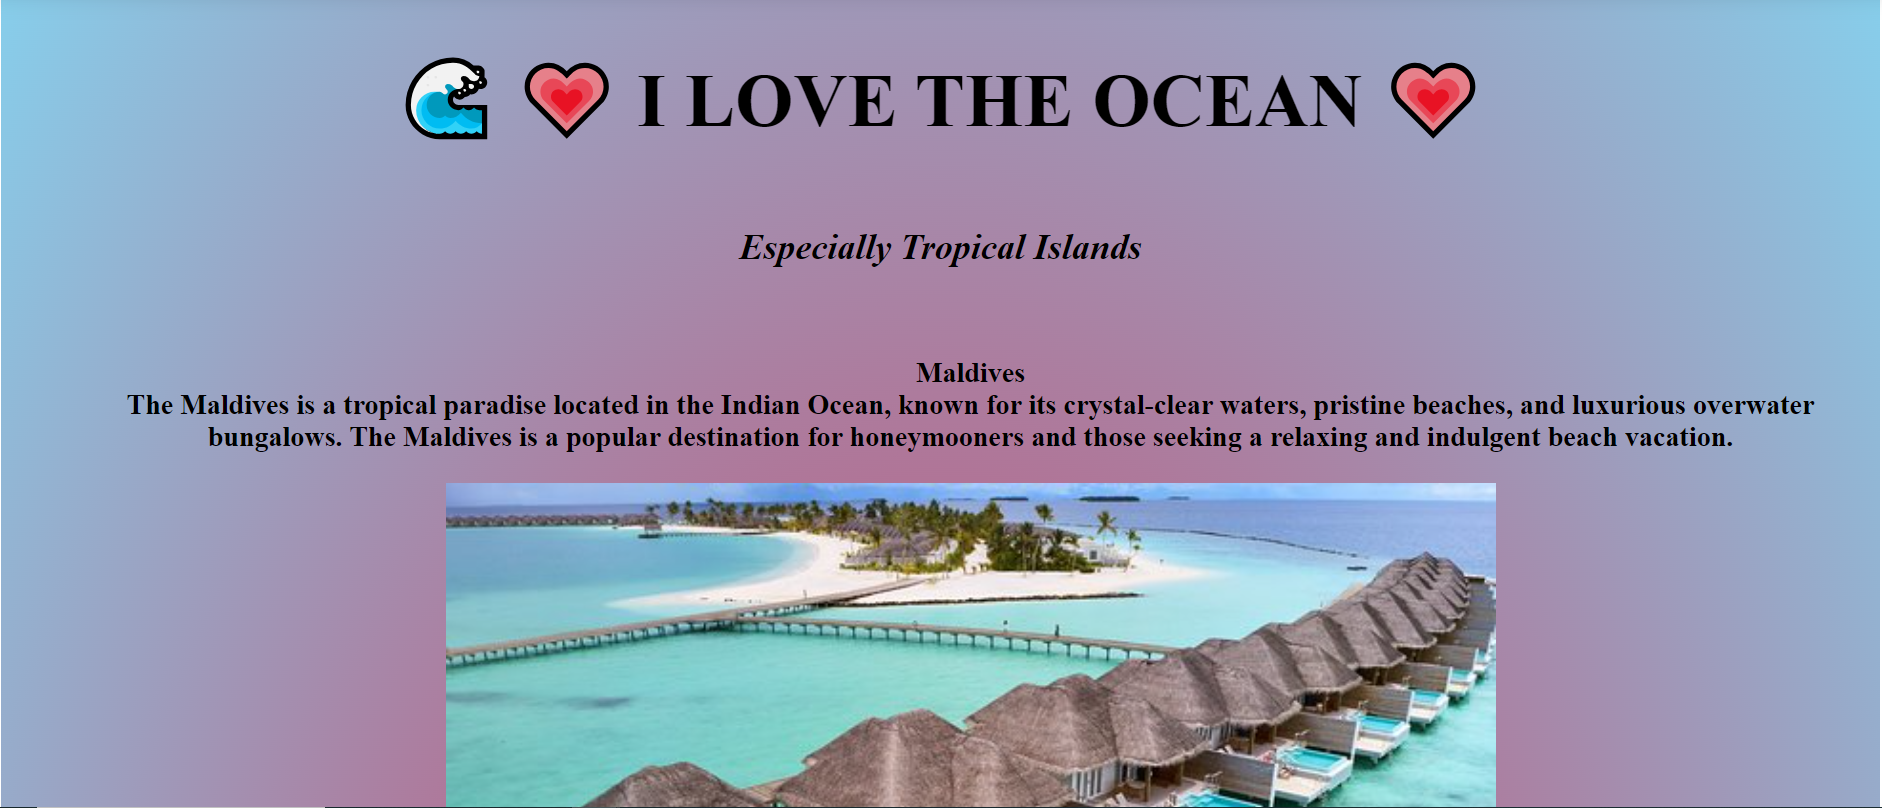 🌊 💗 I LOVE THE OCEAN 💗
Especially Tropical Islands
Maldives
The Maldives is a tropical paradise located in the Indian Ocean, known for its crystal-clear waters, pristine beaches, and luxurious overwater
bungalows. The Maldives is a popular destination for honeymooners and those seeking a relaxing and indulgent beach vacation.